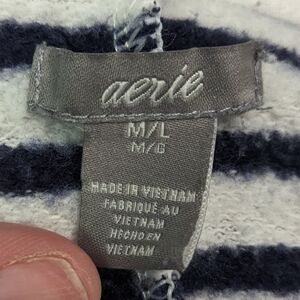 aerie
M/L
M/G
MADE IN VIETNAM
FABRIQUÉ AU
VIETNAM
HECHO EN
VIETNAM